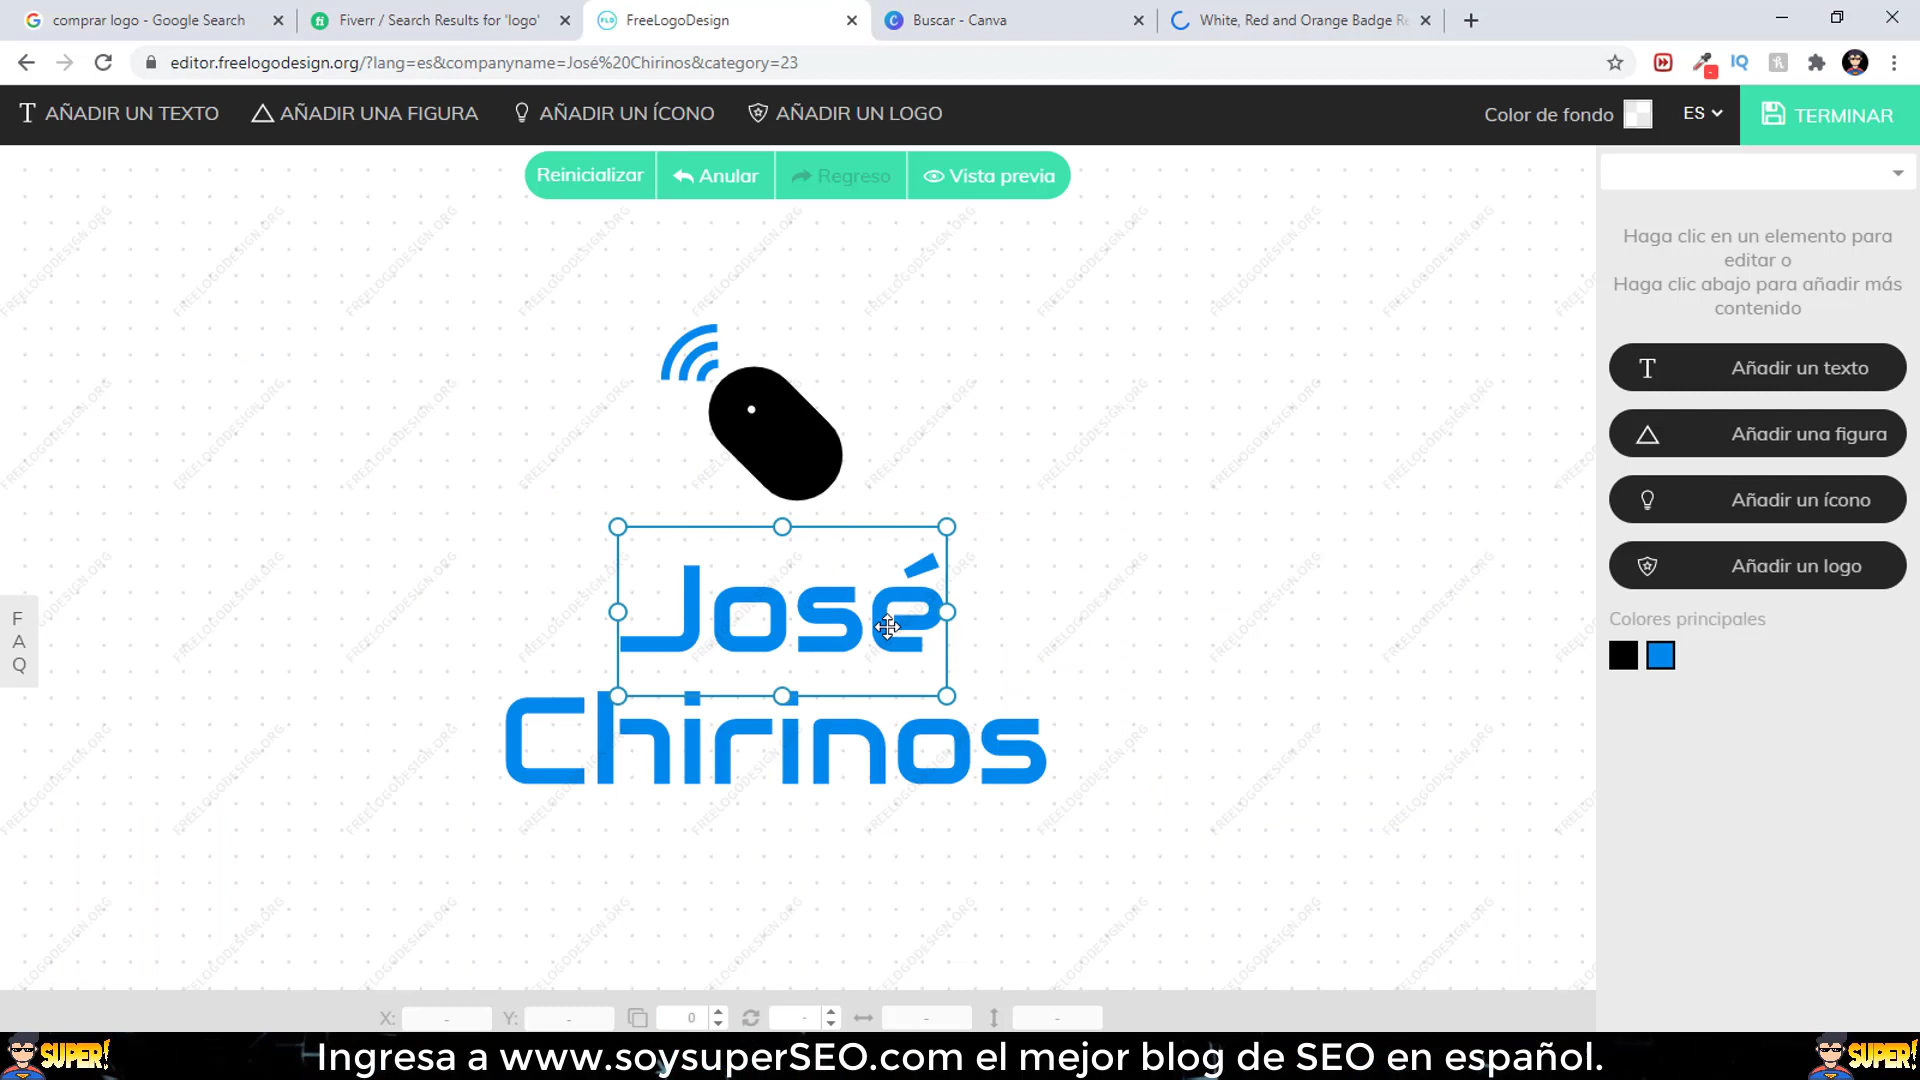 comprar logo - Google Search
Fiverr / Search Results for 'logo'
FreeLogoDesign
Buscar - Canva
White, Red and Orange Badge Re
editor.freelogodesign.org/?lang=es&companyname=José%20Chirinos&category=23
AÑADIR UN TEXTO
AÑADIR UNA FIGURA
AÑADIR UN ÍCONO
AÑADIR UN LOGO
Color de fondo
ES
TERMINAR
Reinicializar
Anular
Regreso
Vista previa
Haga clic en un elemento para
editar o
Haga clic abajo para añadir más
contenido
Añadir un texto
Añadir una figura
Añadir un ícono
Añadir un logo
Colores principales
José
Chirinos
F
A
Q
FREELOGODESIGN.ORG
X: -
Y: -
0
-
-
-
SUPER!
Ingresa a www.soysuperSEO.com el mejor blog de SEO en español.
SUPER!